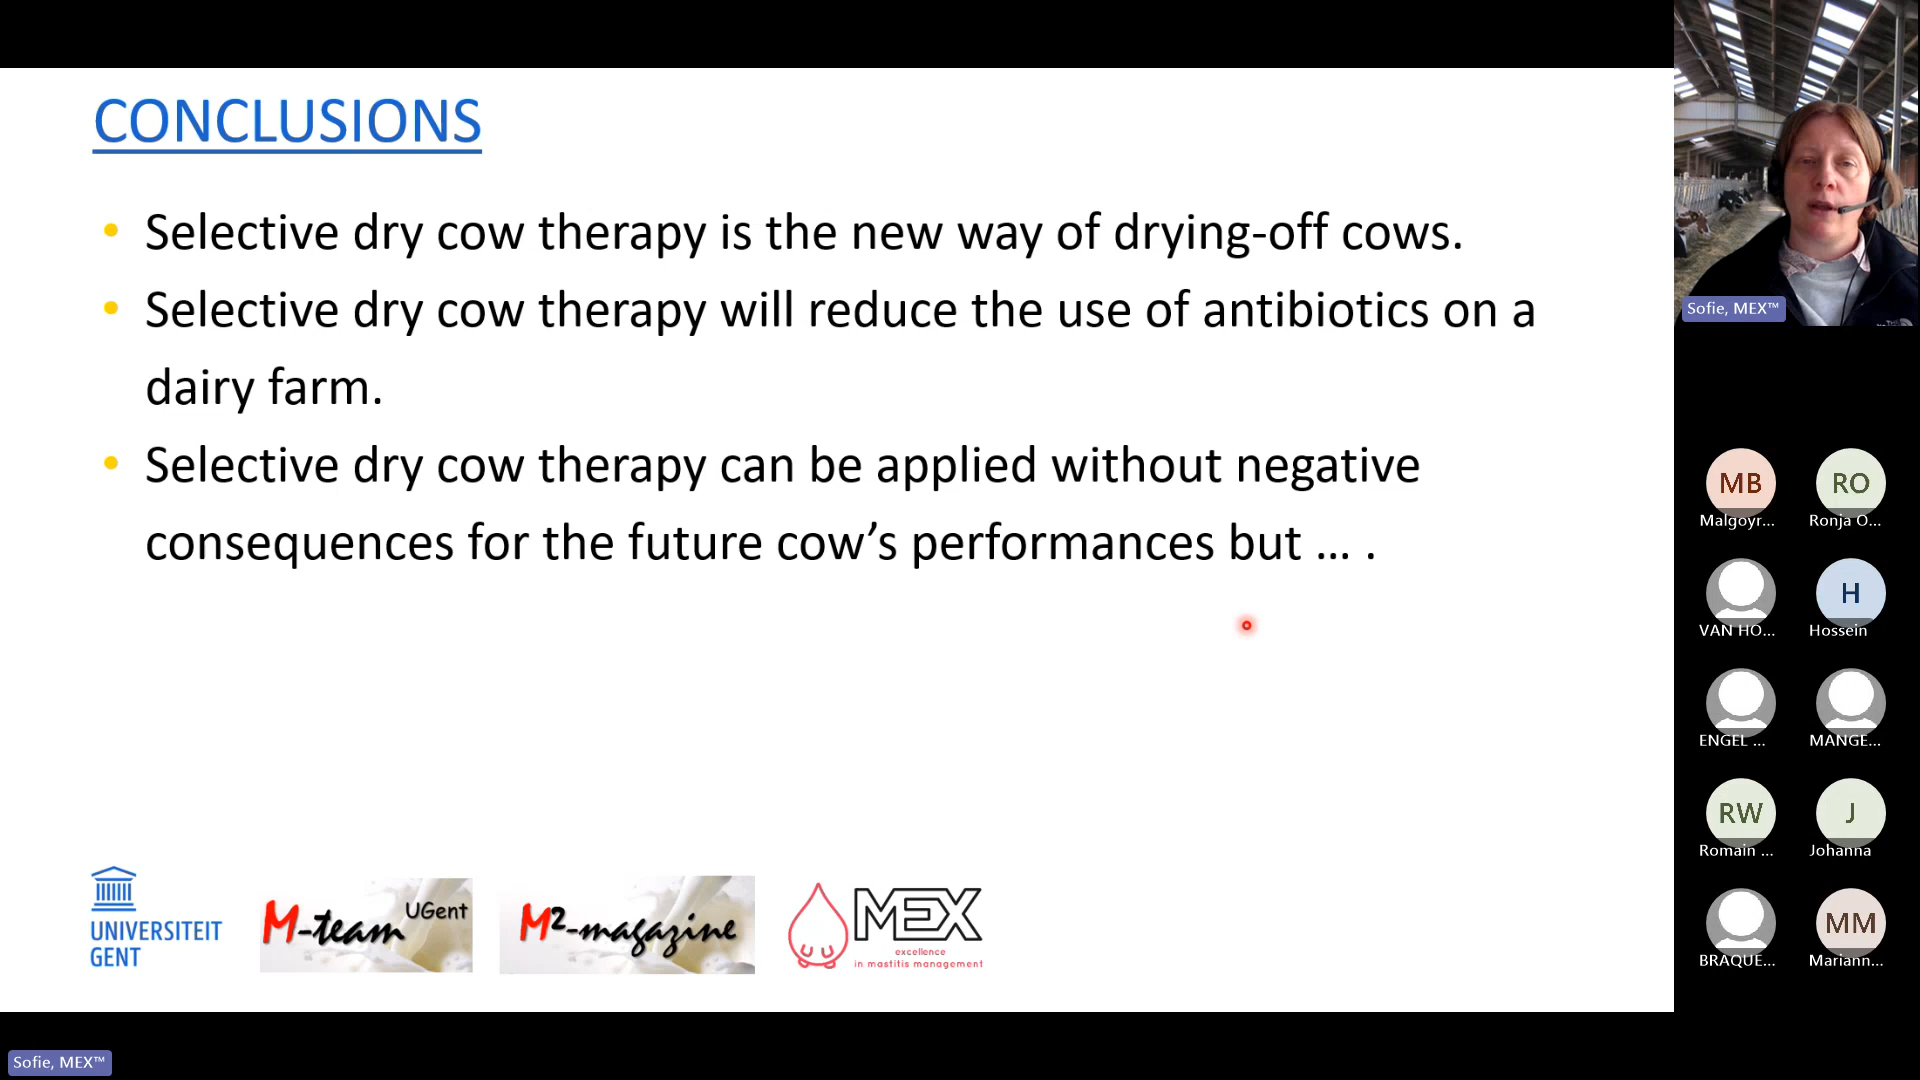 CONCLUSIONS
• Selective dry cow therapy is the new way of drying-off cows.
• Selective dry cow therapy will reduce the use of antibiotics on a
dairy farm.
• Selective dry cow therapy can be applied without negative
consequences for the future cow’s performances but … .
UNIVERSITEIT
GENT
M-team UGent
M²-magazine
MEX
excellence
in mastitis management
Sofie, MEX™
Sofie, MEX™
MB
Malgoyr...
RO
Ronja O...
VAN HO...
H
Hossein
ENGEL ...
MANGE...
RW
Romain ...
J
Johanna
BRAQUE...
MM
Mariann...